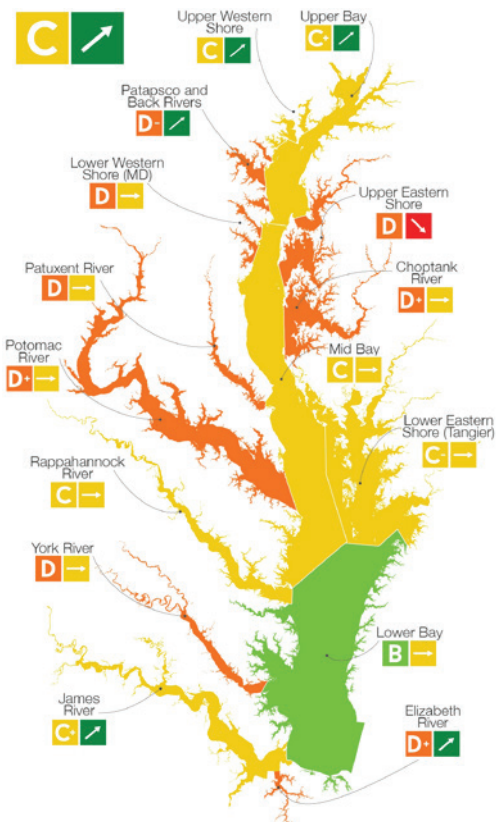 C
Upper Western
Shore
C
Upper Bay
C+
Patapsco and
Back Rivers
D-
Lower Western
Shore (MD)
D
Upper Eastern
Shore
D
Patuxent River
D
Choptank
River
D+
Potomac
River
D+
Mid Bay
C
Lower Eastern
Shore (Tangier)
C-
Rappahannock
River
C
York River
D
Lower Bay
B
James
River
C+
Elizabeth
River
D+